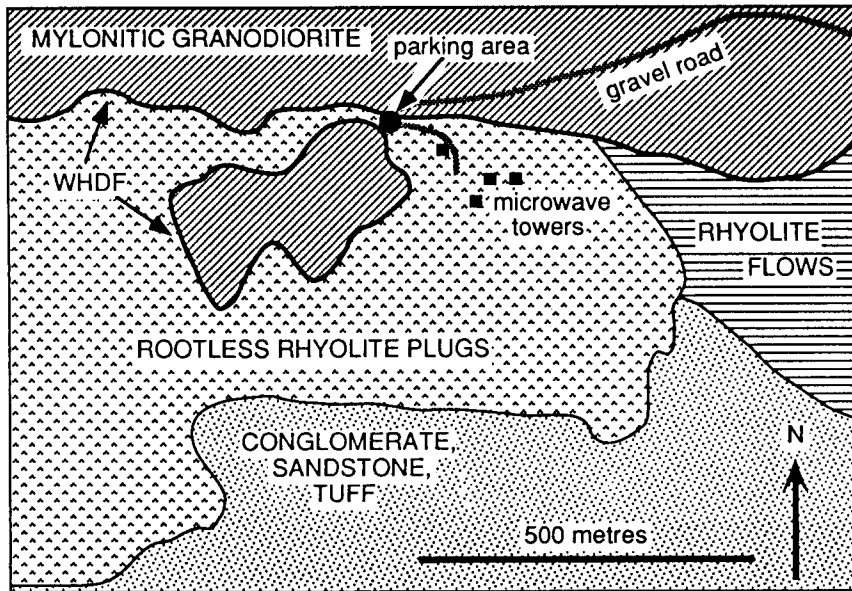 MYLONITIC GRANODIORITE
parking area
gravel road
WHDF
microwave
towers
RHYOLITE
FLOWS
ROOTLESS RHYOLITE PLUGS
CONGLOMERATE,
SANDSTONE,
TUFF
N
500 metres